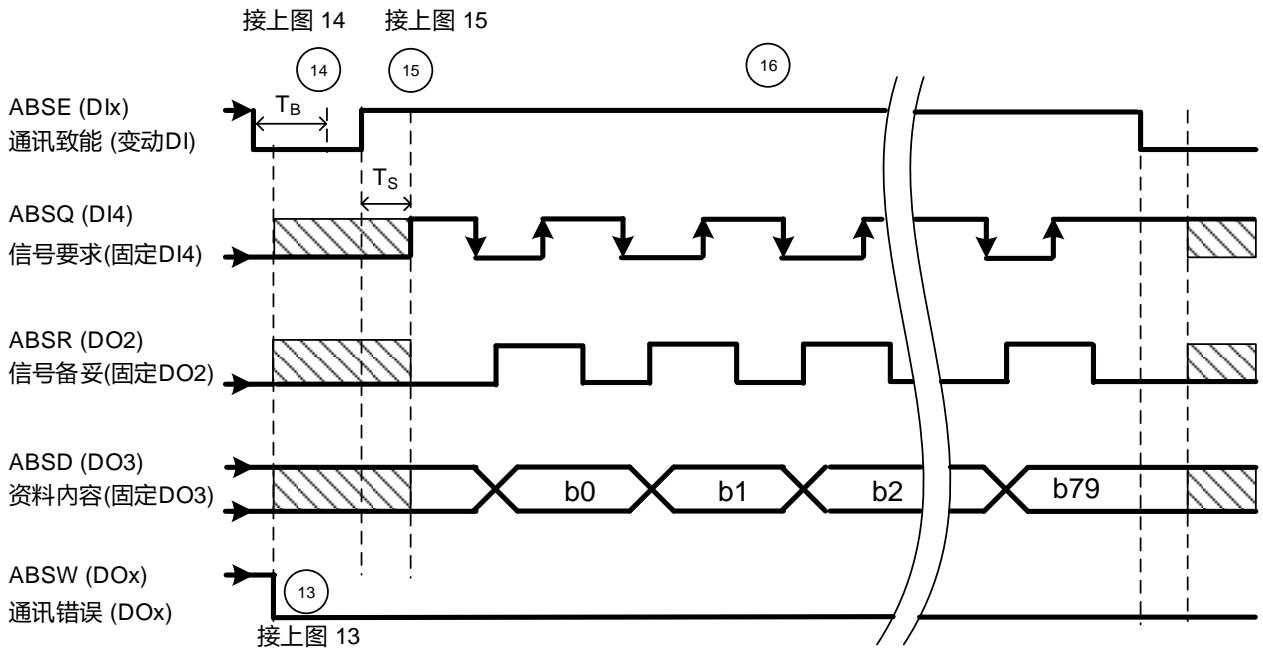 接上图 14
接上图 15
14
15
16
ABSE (DIx)
通讯致能 (变动DI)
TB
TS
ABSQ (DI4)
信号要求(固定DI4)
ABSR (DO2)
信号备妥(固定DO2)
ABSD (DO3)
资料内容(固定DO3)
b0
b1
b2
b79
ABSW (DOx)
通讯错误 (DOx)
13
接上图 13